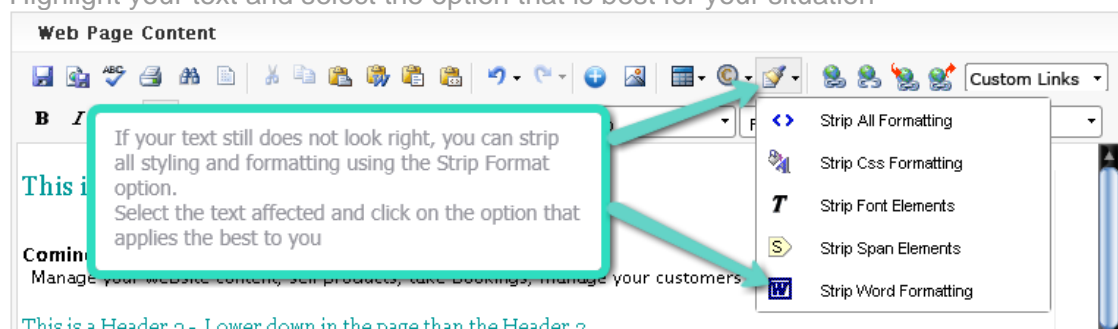 Highlight your text and select the option that is best for your situation
Web Page Content
ABC
Custom Links
B I
If your text still does not look right, you can strip
all styling and formatting using the Strip Format
option.
Select the text affected and click on the option that
applies the best to you
Strip All Formatting
Strip Css Formatting
T Strip Font Elements
S Strip Span Elements
W Strip Word Formatting
This i
Coming
Manage your website content, sell products, take bookings, manage your customers
This is a Header 2 - Lower down in the page than the Header 2